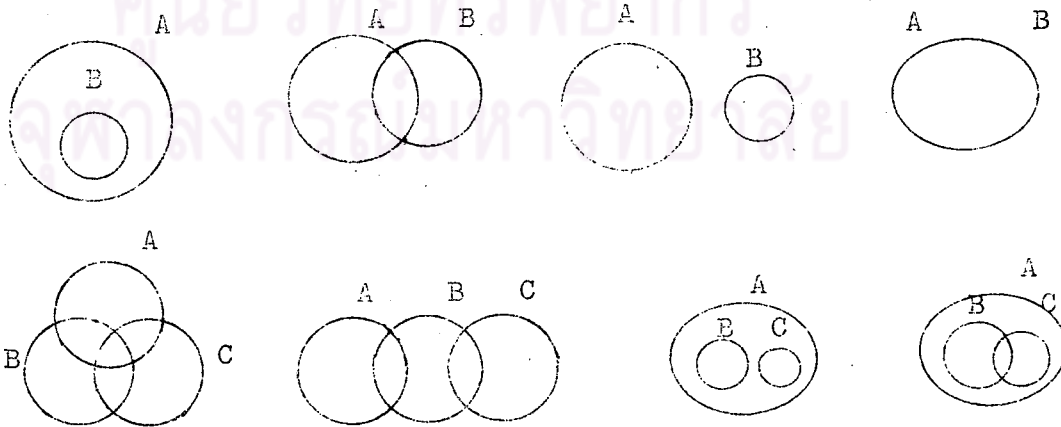 ศูนย์วิทยทรัพยากร
จุฬาลงกรณ์มหาวิทยาลัย
A B A B A B A B
A B C A B C A B C A B C